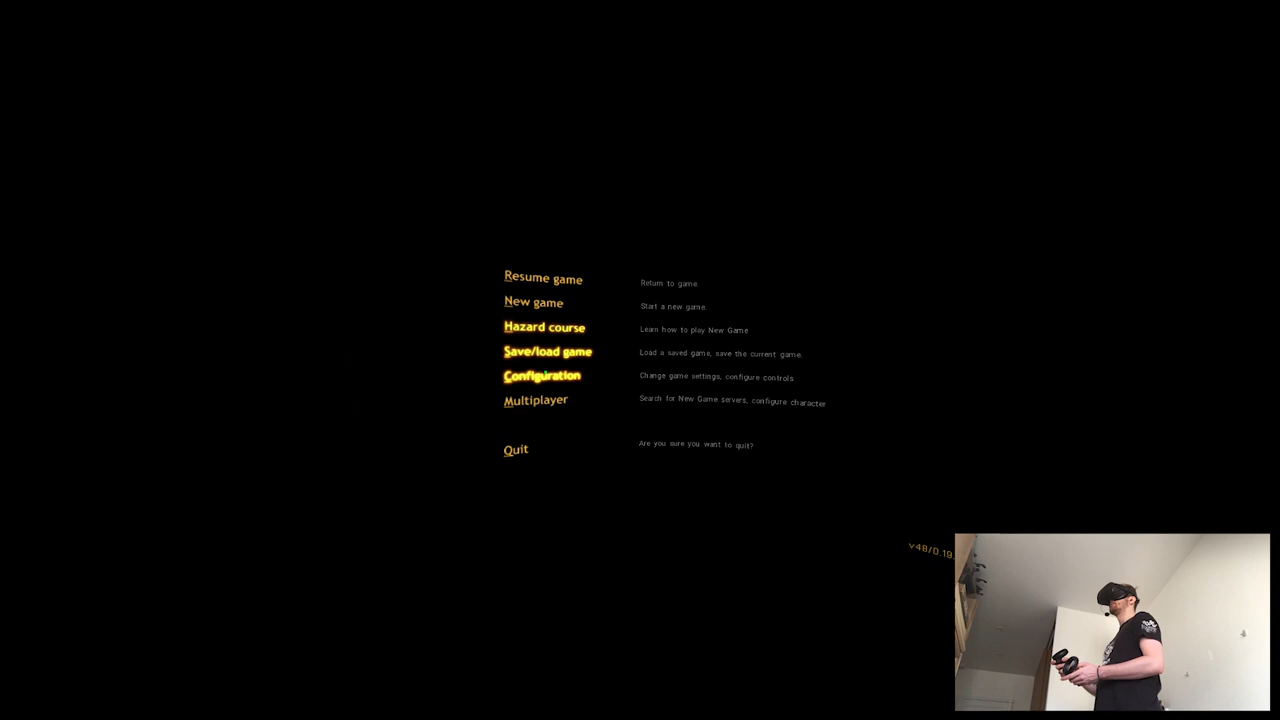 Resume game Return to game.
New game Start a new game.
Hazard course Learn how to play New Game
Save/load game Load a saved game, save the current game.
Configuration Change game settings, configure controls
Multiplayer Search for New Game servers, configure character
Quit Are you sure you want to quit?
v48/0.19.